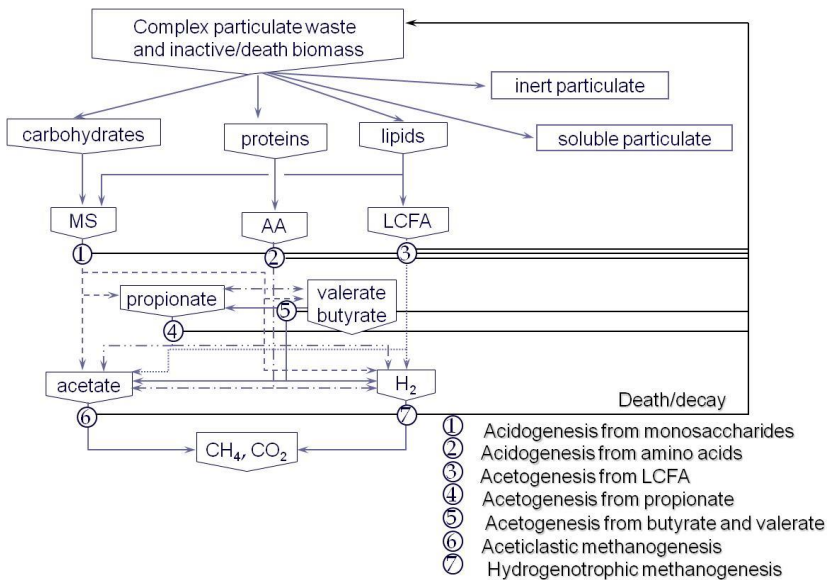 Complex particulate waste
and inactive/death biomass
inert particulate
carbohydrates
proteins
lipids
soluble particulate
MS
AA
LCFA
1
2
3
propionate
valerate
butyrate
5
4
acetate
H₂
Death/decay
6
7
CH₄, CO₂
1 Acidogenesis from monosaccharides
2 Acidogenesis from amino acids
3 Acetogenesis from LCFA
4 Acetogenesis from propionate
5 Acetogenesis from butyrate and valerate
6 Aceticlastic methanogenesis
7 Hydrogenotrophic methanogenesis